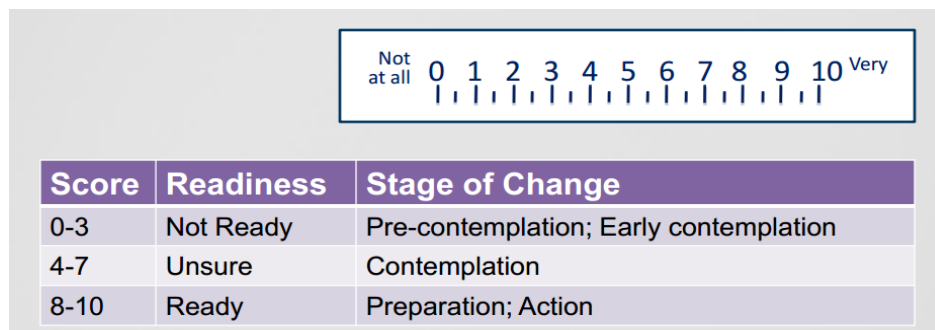 Not at all 0 1 2 3 4 5 6 7 8 9 10 Very
Score Readiness Stage of Change
0-3 Not Ready Pre-contemplation; Early contemplation
4-7 Unsure Contemplation
8-10 Ready Preparation; Action